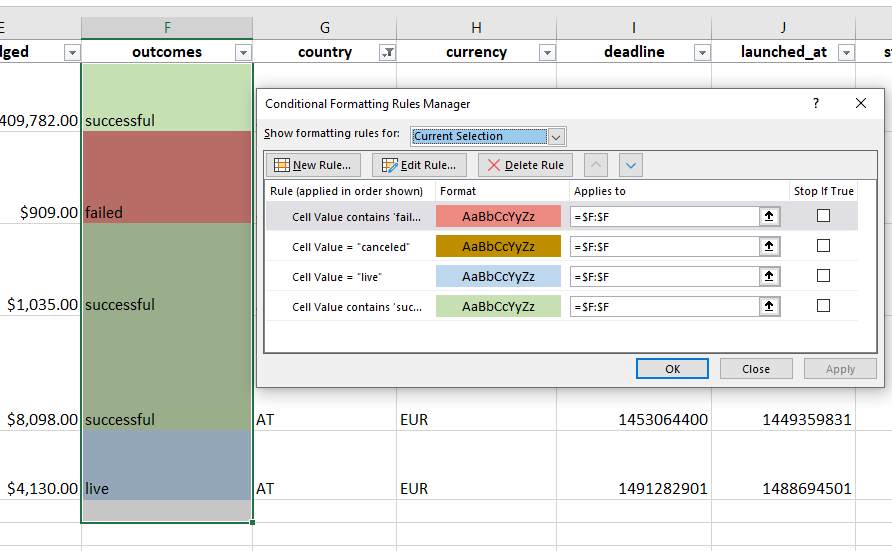 E F G H I J
dged outcomes country currency deadline launched_at
409,782.00 successful
$909.00 failed
$1,035.00 successful
$8,098.00 successful AT EUR 1453064400 1449359831
$4,130.00 live AT EUR 1491282901 1488694501
Conditional Formatting Rules Manager ? ×
Show formatting rules for: Current Selection
New Rule... Edit Rule... Delete Rule
Rule (applied in order shown) Format Applies to Stop If True
Cell Value contains 'fail... AaBbCcYyZz =$F:$F
Cell Value = "canceled" AaBbCcYyZz =$F:$F
Cell Value = "live" AaBbCcYyZz =$F:$F
Cell Value contains 'suc... AaBbCcYyZz =$F:$F
OK Close Apply